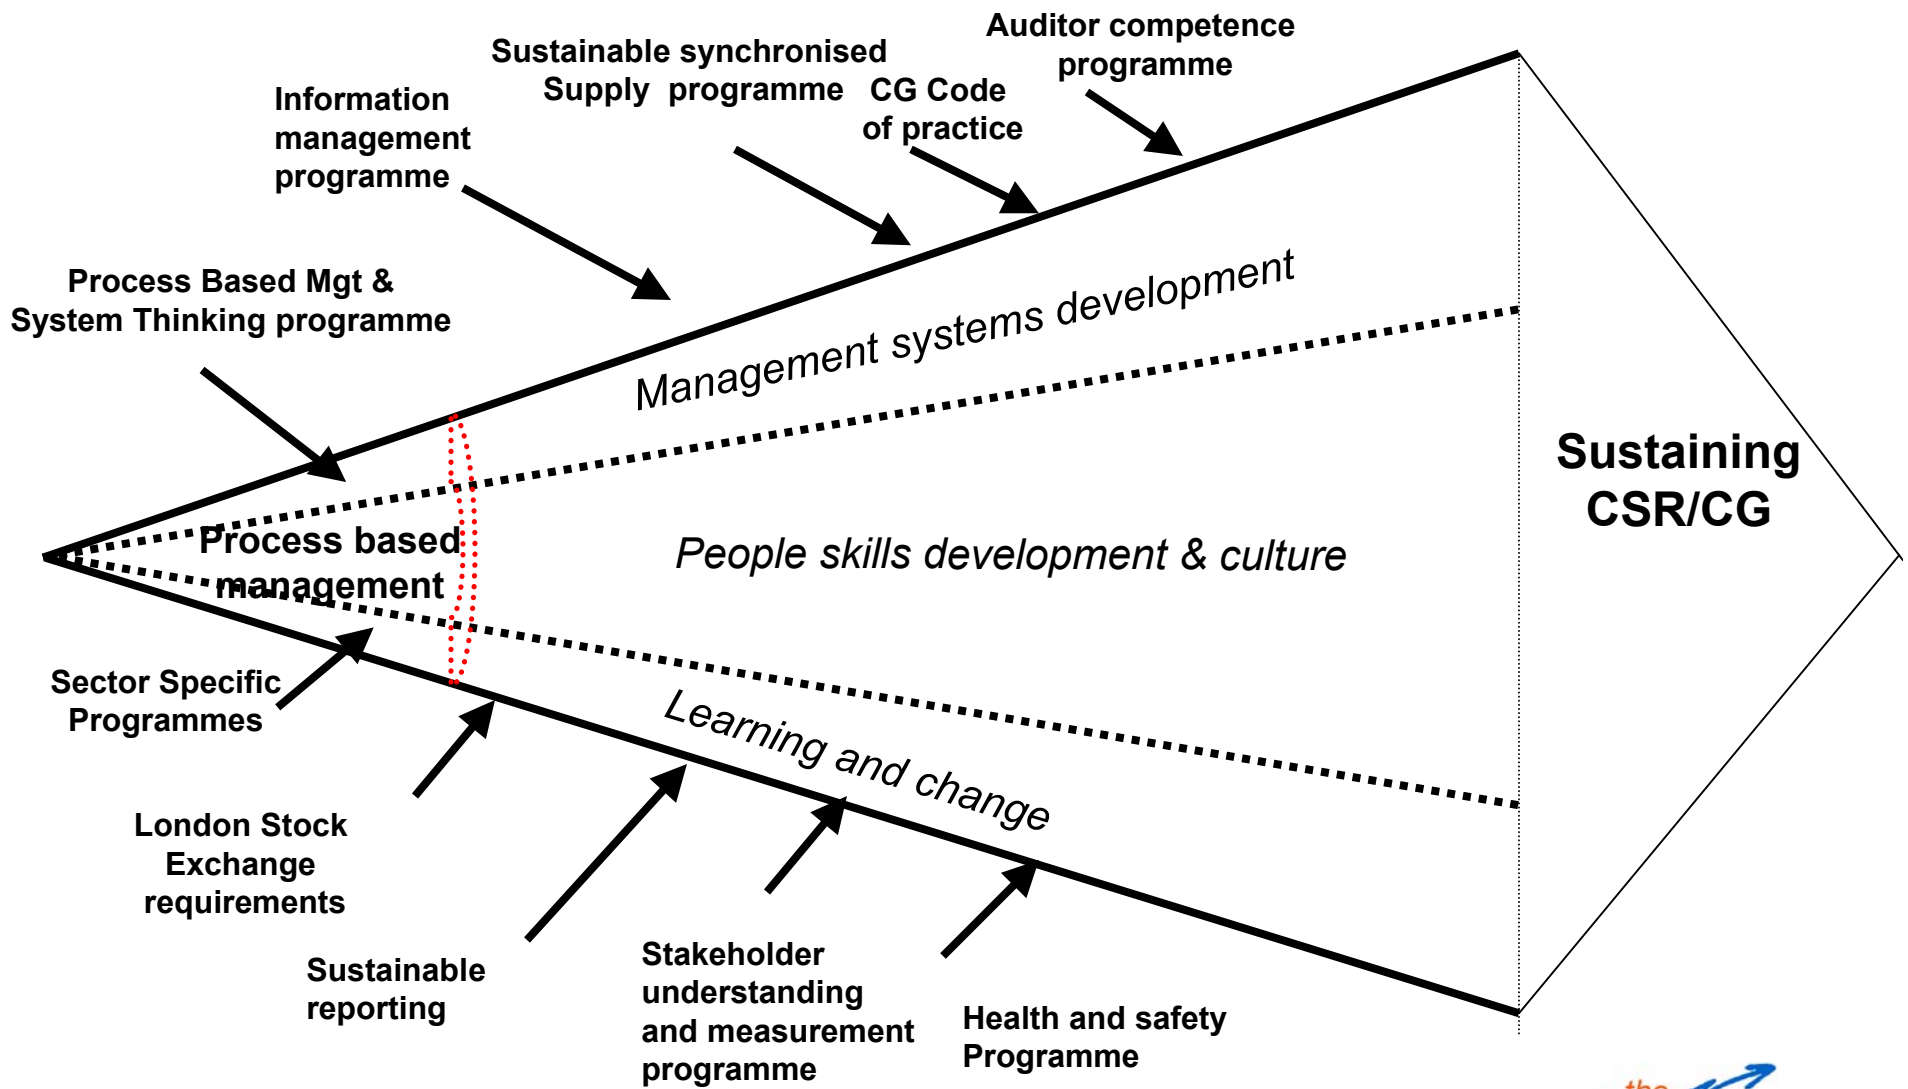 Auditor competence
programme
Sustainable synchronised
Supply programme
CG Code
of practice
Information
management
programme
Process Based Mgt &
System Thinking programme
Management systems development
Sustaining
CSR/CG
Process based
management
People skills development & culture
Sector Specific
Programmes
Learning and change
London Stock
Exchange
requirements
Sustainable
reporting
Stakeholder
understanding
and measurement
programme
Health and safety
Programme
the